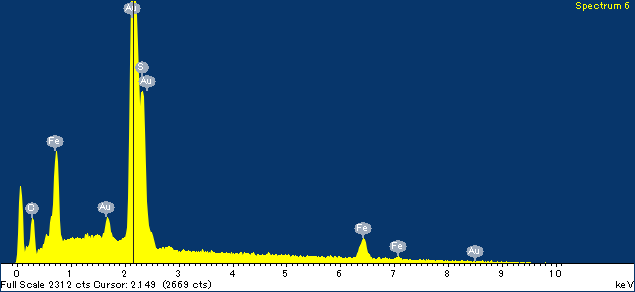 Spectrum 6
Au
S
Au
Fe
C
Au
Fe
Fe
Au
0 1 2 3 4 5 6 7 8 9 10
Full Scale 2312 cts Cursor: 2.149 (2669 cts) keV